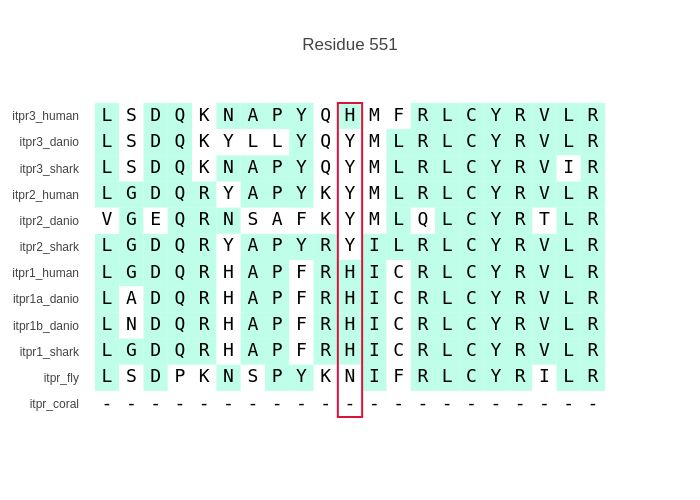 Residue 551
itpr3_human L S D Q K N A P Y Q H M F R L C Y R V L R
itpr3_danio L S D Q K Y L L Y Q Y M L R L C Y R V L R
itpr3_shark L S D Q K N A P Y Q Y M L R L C Y R V I R
itpr2_human L G D Q R Y A P Y K Y M L R L C Y R V L R
itpr2_danio V G E Q R N S A F K Y M L Q L C Y R T L R
itpr2_shark L G D Q R Y A P Y R Y I L R L C Y R V L R
itpr1_human L G D Q R H A P F R H I C R L C Y R V L R
itpr1a_danio L A D Q R H A P F R H I C R L C Y R V L R
itpr1b_danio L N D Q R H A P F R H I C R L C Y R V L R
itpr1_shark L G D Q R H A P F R H I C R L C Y R V L R
itpr_fly L S D P K N S P Y K N I F R L C Y R I L R
itpr_coral - - - - - - - - - - - - - - - - - - - - -